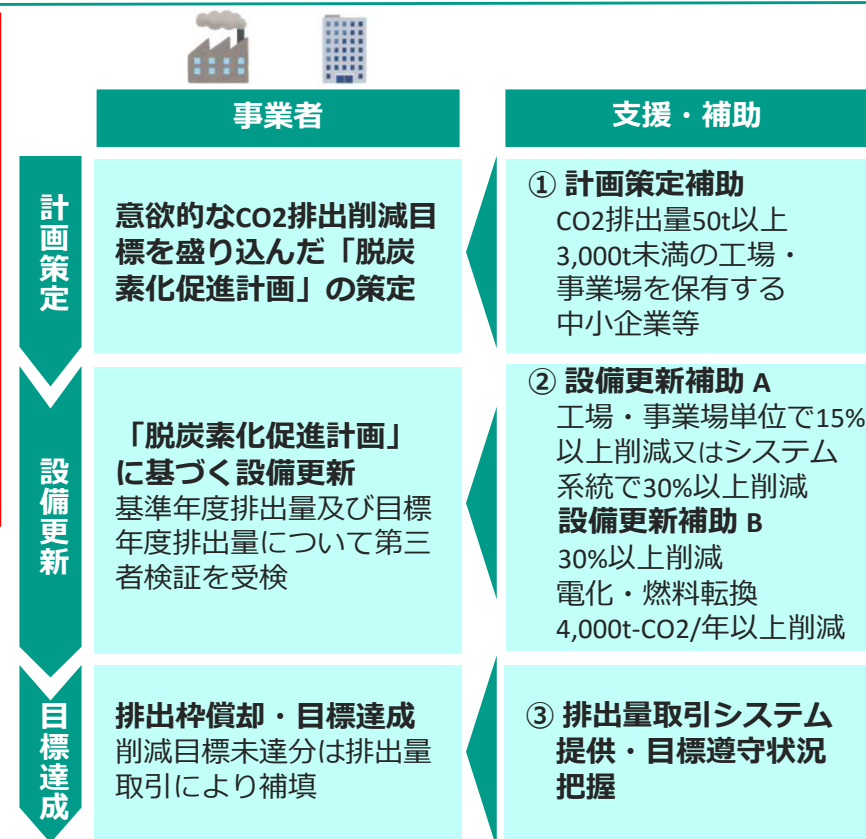 事業者
支援・補助
計画策定
意欲的なCO2排出削減目
標を盛り込んだ「脱炭
素化促進計画」の策定
① 計画策定補助
CO2排出量50t以上
3,000t未満の工場・
事業場を保有する
中小企業等
設備更新
「脱炭素化促進計画」
に基づく設備更新
基準年度排出量及び目標
年度排出量について第三
者検証を受検
② 設備更新補助 A
工場・事業場単位で15%
以上削減又はシステム
系統で30%以上削減
設備更新補助 B
30%以上削減
電化・燃料転換
4,000t-CO2/年以上削減
目標達成
排出枠償却・目標達成
削減目標未達分は排出量
取引により補填
③ 排出量取引システム
提供・目標遵守状況
把握